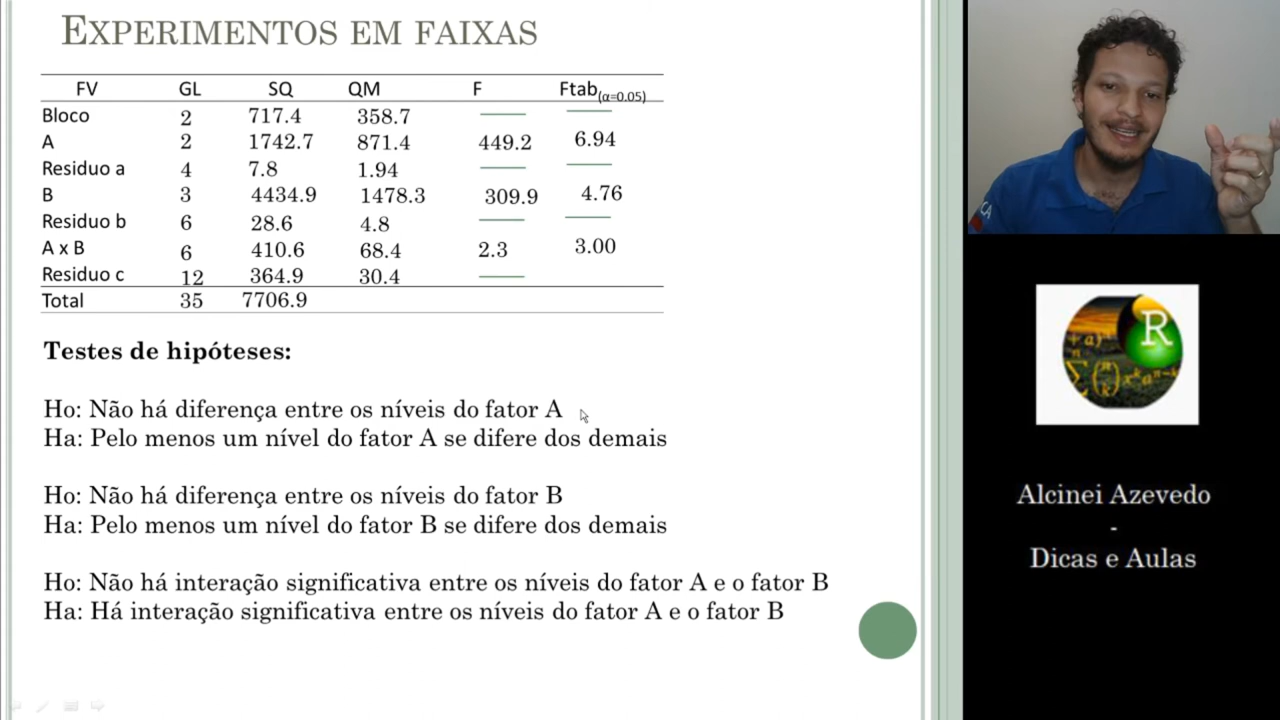 EXPERIMENTOS EM FAIXAS
FV GL SQ QM F Ftab(α=0.05)
Bloco 2 717.4 358.7
A 2 1742.7 871.4 449.2 6.94
Residuo a 4 7.8 1.94
B 3 4434.9 1478.3 309.9 4.76
Residuo b 6 28.6 4.8
A x B 6 410.6 68.4 2.3 3.00
Residuo c 12 364.9 30.4
Total 35 7706.9
Testes de hipóteses:
Ho: Não há diferença entre os níveis do fator A
Ha: Pelo menos um nível do fator A se difere dos demais
Ho: Não há diferença entre os níveis do fator B
Ha: Pelo menos um nível do fator B se difere dos demais
Ho: Não há interação significativa entre os níveis do fator A e o fator B
Ha: Há interação significativa entre os níveis do fator A e o fator B
R
Alcinei Azevedo
-
Dicas e Aulas